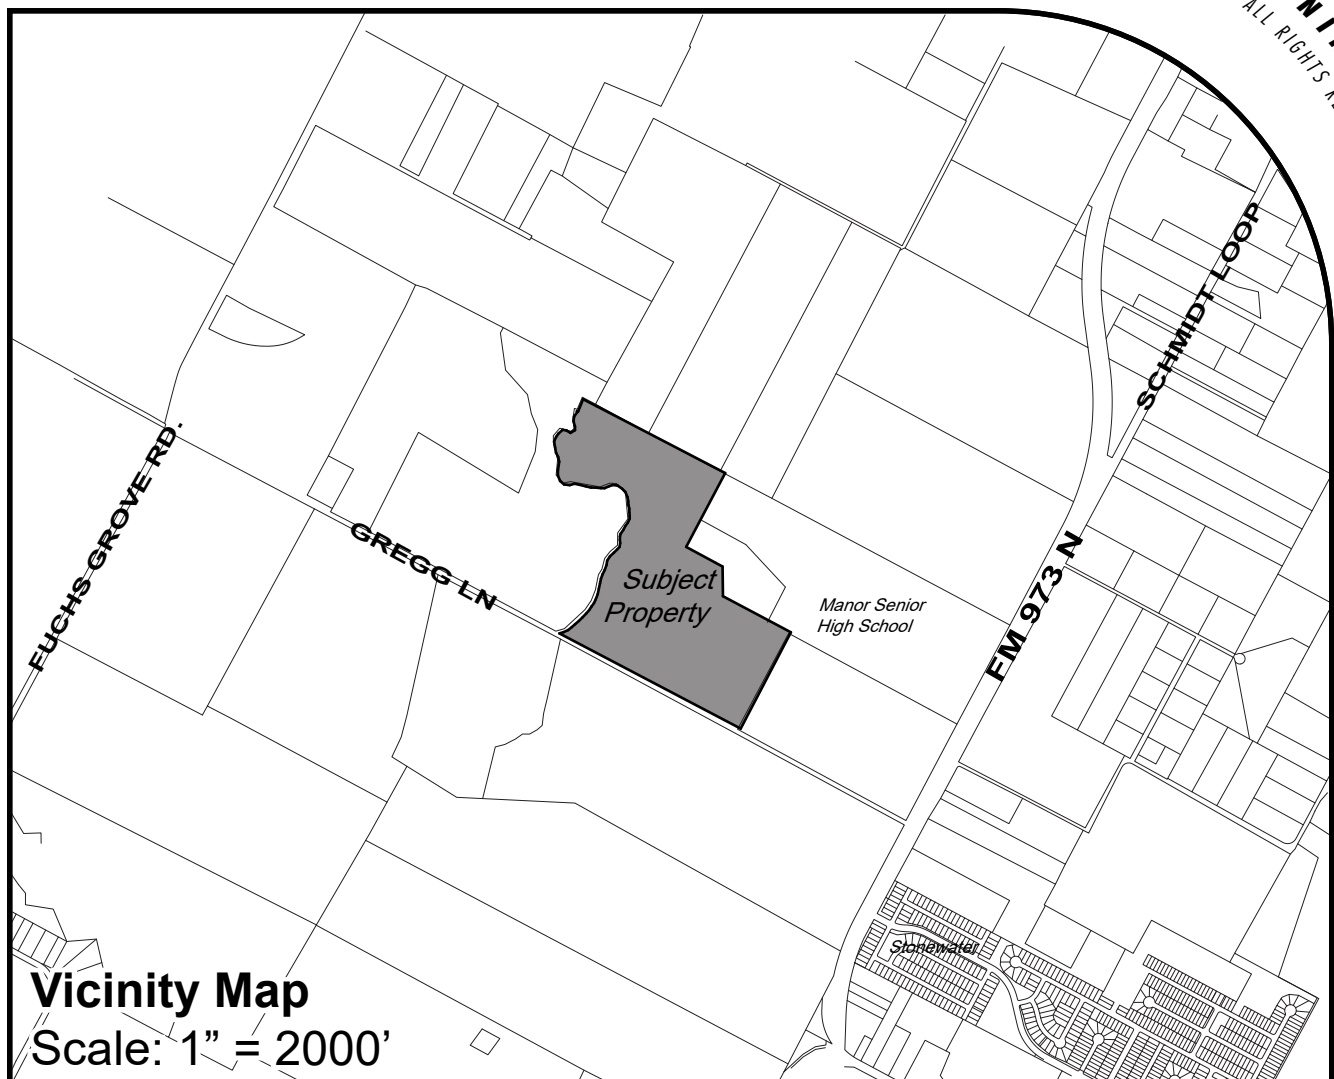 ALL RIGHTS
SCHMIDT LOOP
FUCHS GROVE RD.
GREGG LN
FM 973 N
Subject
Property
Manor Senior
High School
Stonewater
Vicinity Map
Scale: 1” = 2000’